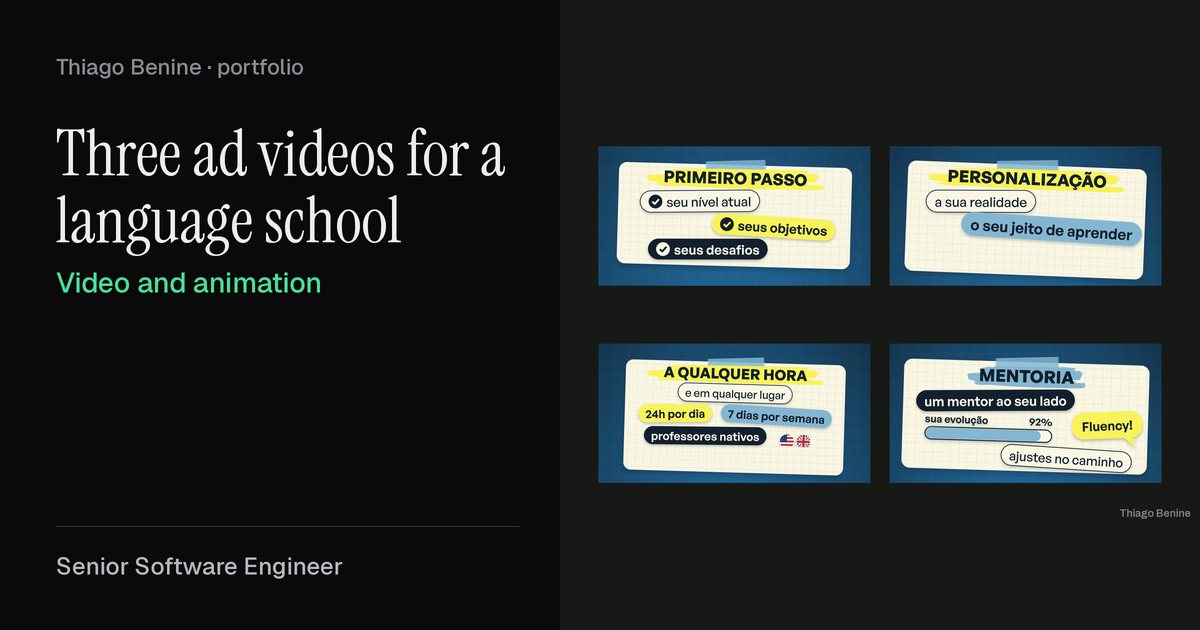 Thiago Benine · portfolio
Three ad videos for a
language school
Video and animation
Senior Software Engineer
PRIMEIRO PASSO
seu nível atual
seus objetivos
seus desafios
PERSONALIZAÇÃO
a sua realidade
o seu jeito de aprender
A QUALQUER HORA
e em qualquer lugar
24h por dia
7 dias por semana
professores nativos
MENTORIA
um mentor ao seu lado
sua evolução 92%
Fluency!
ajustes no caminho
Thiago Benine